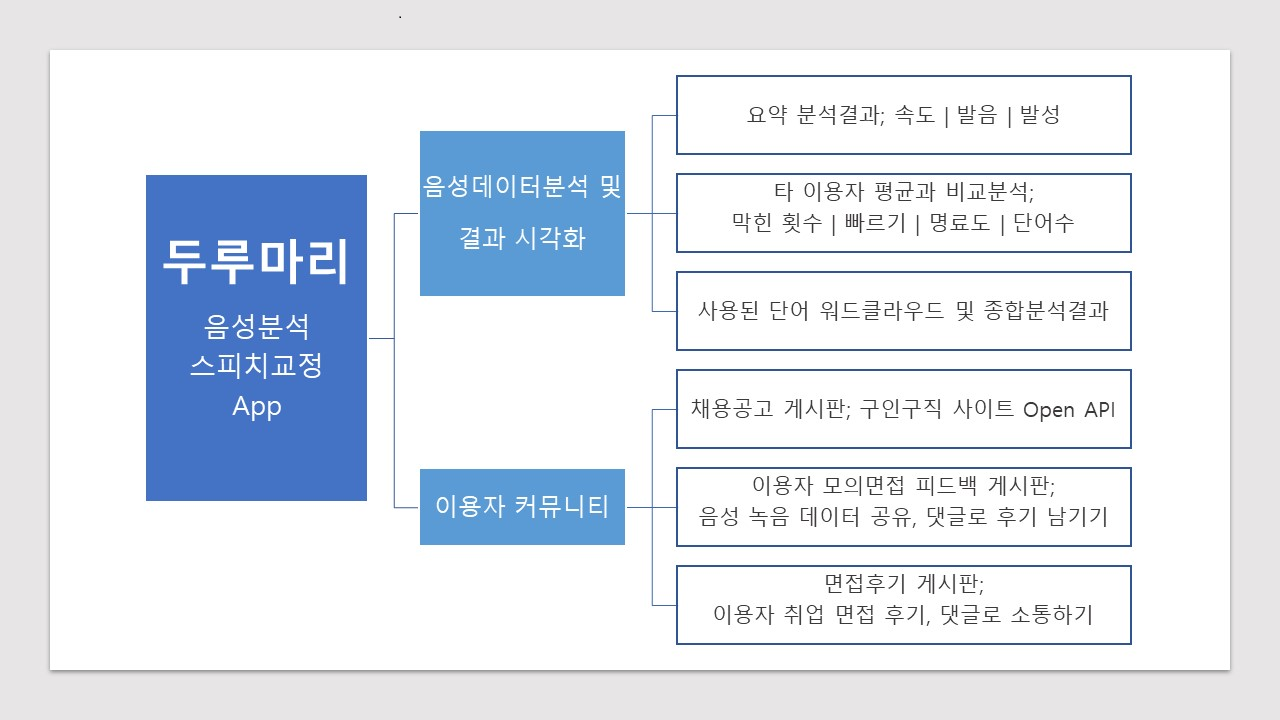 두루마리
음성분석
스피치교정
App
음성데이터분석 및
결과 시각화
요약 분석결과; 속도 | 발음 | 발성
타 이용자 평균과 비교분석;
막힌 횟수 | 빠르기 | 명료도 | 단어수
사용된 단어 워드클라우드 및 종합분석결과
이용자 커뮤니티
채용공고 게시판; 구인구직 사이트 Open API
이용자 모의면접 피드백 게시판;
음성 녹음 데이터 공유, 댓글로 후기 남기기
면접후기 게시판;
이용자 취업 면접 후기, 댓글로 소통하기